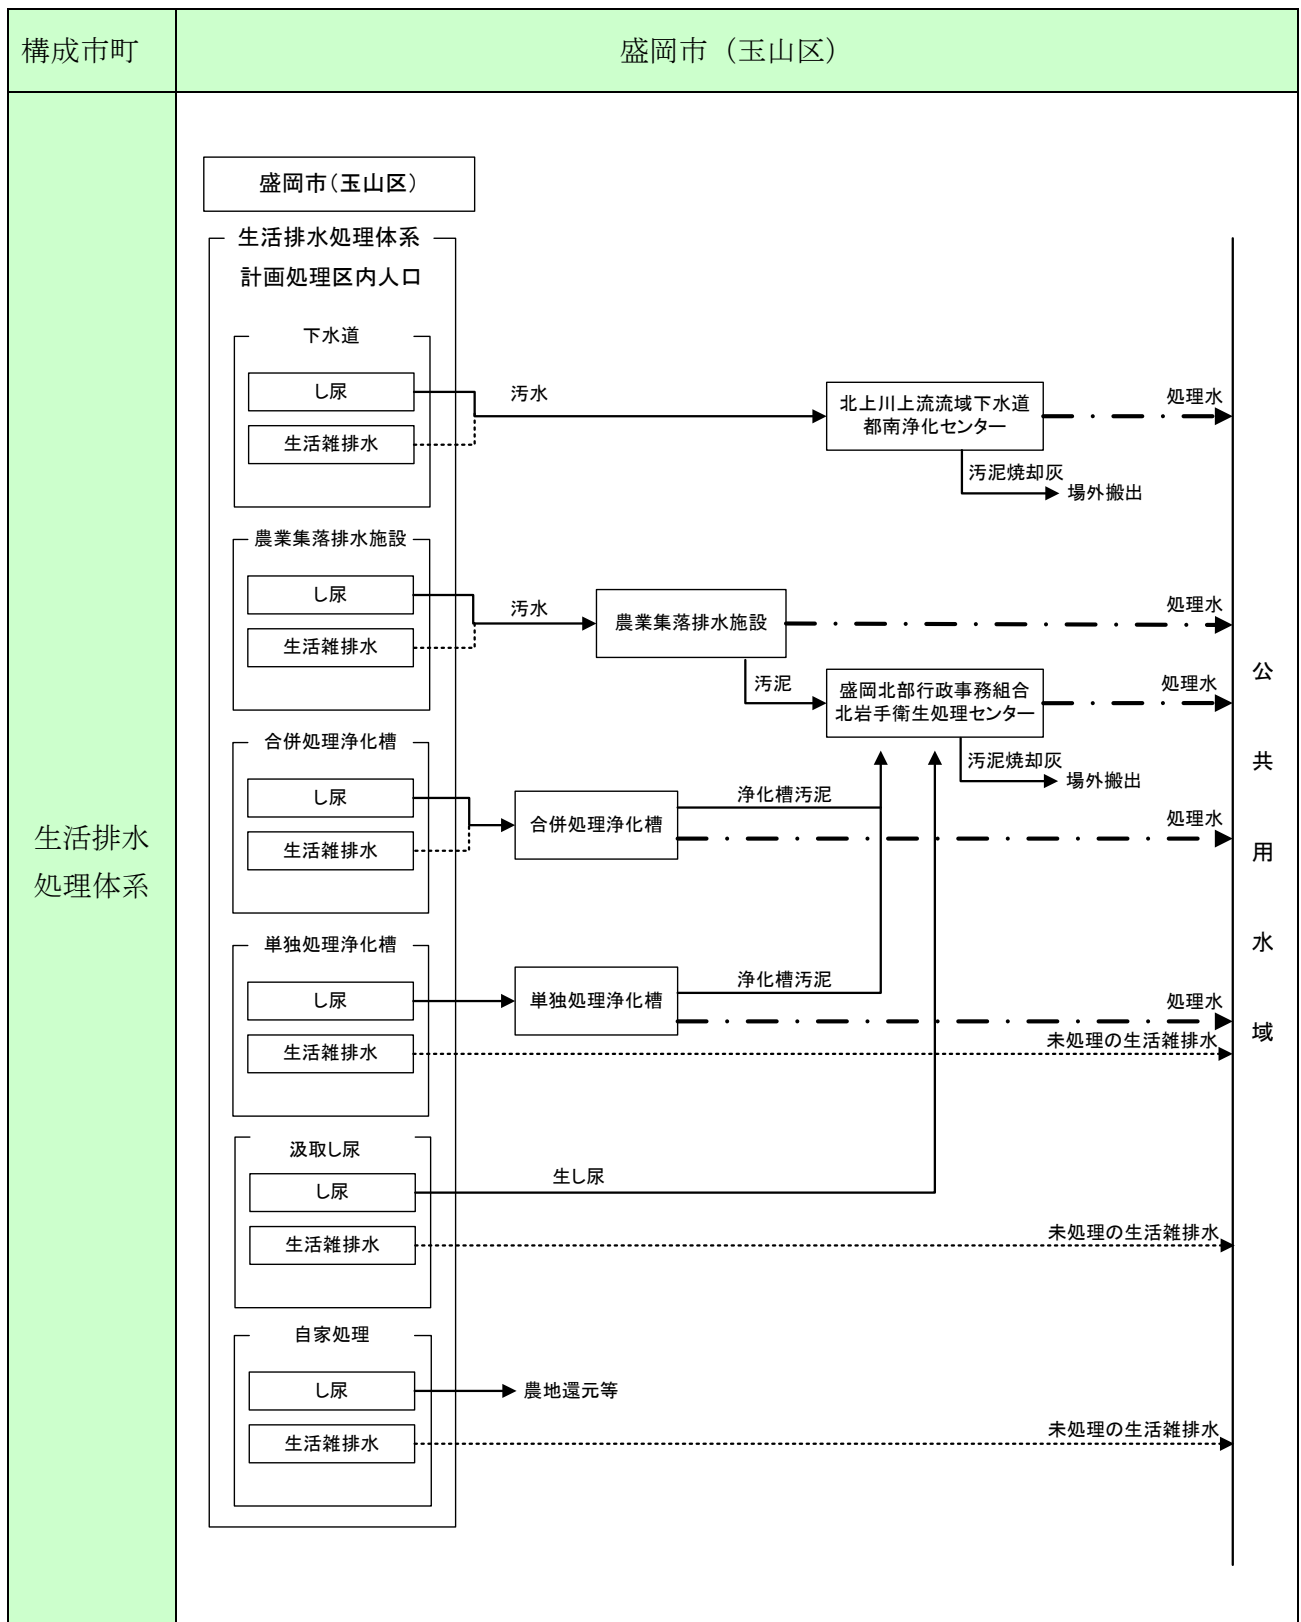 構成市町
盛岡市（玉山区）
生活排水
処理体系
盛岡市（玉山区）
生活排水処理体系
計画処理区内人口
下水道
し尿
生活雑排水
汚水
北上川上流流域下水道
都南浄化センター
処理水
汚泥焼却灰
場外搬出
農業集落排水施設
し尿
生活雑排水
汚水
農業集落排水施設
処理水
汚泥
盛岡北部行政事務組合
北岩手衛生処理センター
処理水
汚泥焼却灰
場外搬出
合併処理浄化槽
し尿
生活雑排水
合併処理浄化槽
浄化槽汚泥
処理水
単独処理浄化槽
し尿
生活雑排水
単独処理浄化槽
浄化槽汚泥
処理水
未処理の生活雑排水
汲取し尿
し尿
生活雑排水
生し尿
未処理の生活雑排水
自家処理
し尿
生活雑排水
農地還元等
未処理の生活雑排水
公共用水域